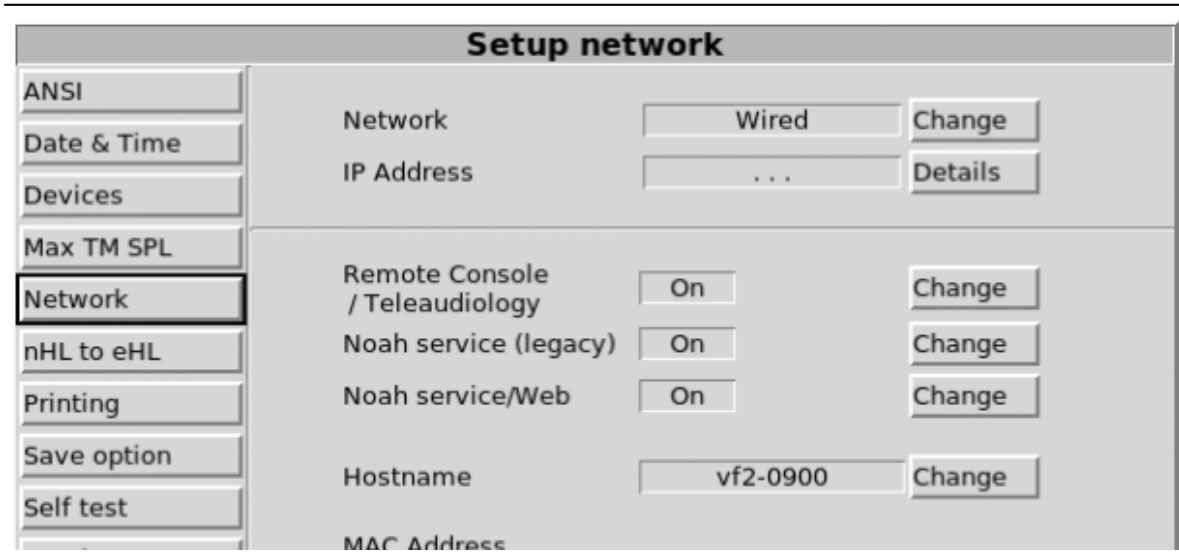 Setup network
ANSI
Date & Time
Devices
Max TM SPL
Network
nHL to eHL
Printing
Save option
Self test
Network Wired Change
IP Address . . . Details
Remote Console
/ Teleaudiology On Change
Noah service (legacy) On Change
Noah service/Web On Change
Hostname vf2-0900 Change
MAC Address